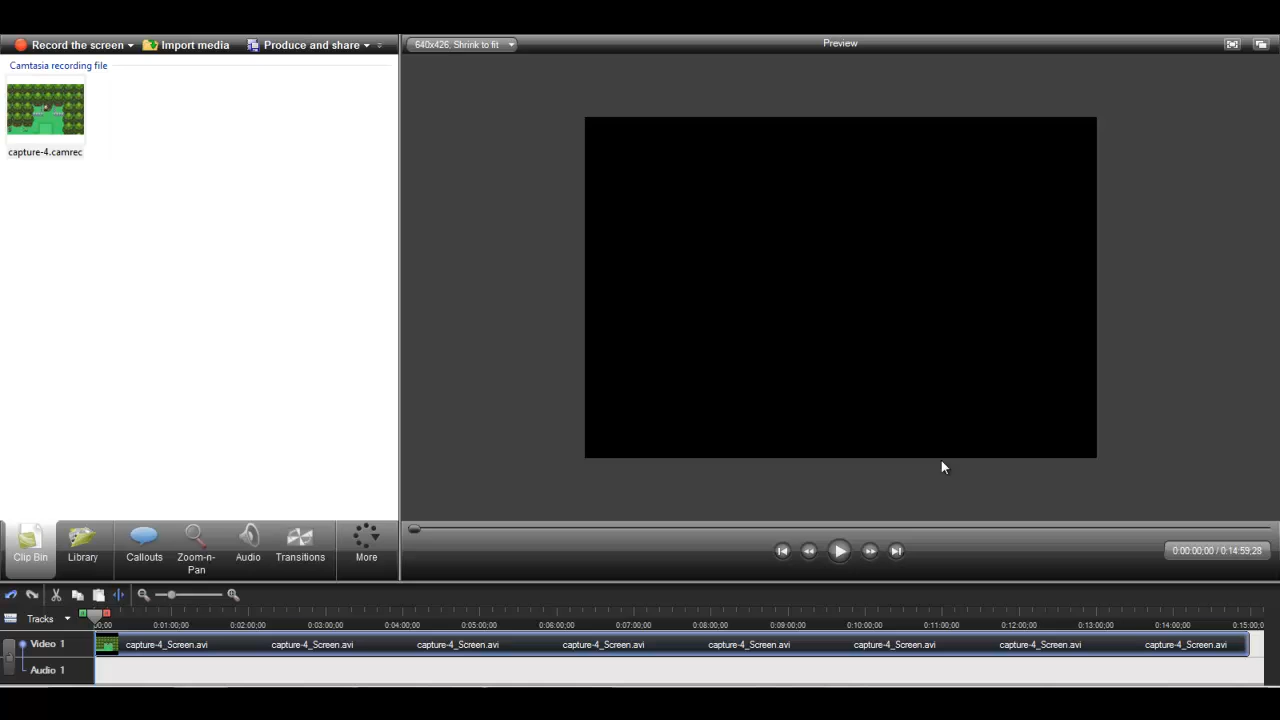 Record the screen
Import media
Produce and share
640x426, Shrink to fit
Preview
Camtasia recording file
capture-4.camrec
Clip Bin
Library
Callouts
Zoom-n-
Pan
Audio
Transitions
More
0:00:00;00 / 0:14:59;28
Tracks
00;00 0:01:00;00 0:02:00;00 0:03:00;00 0:04:00;00 0:05:00;00 0:06:00;00 0:07:00;00 0:08:00;00 0:09:00;00 0:10:00;00 0:11:00;00 0:12:00;00 0:13:00;00 0:14:00;00 0:15:00;0
Video 1
capture-4_Screen.avi capture-4_Screen.avi capture-4_Screen.avi capture-4_Screen.avi capture-4_Screen.avi capture-4_Screen.avi capture-4_Screen.avi capture-4_Screen.avi
Audio 1